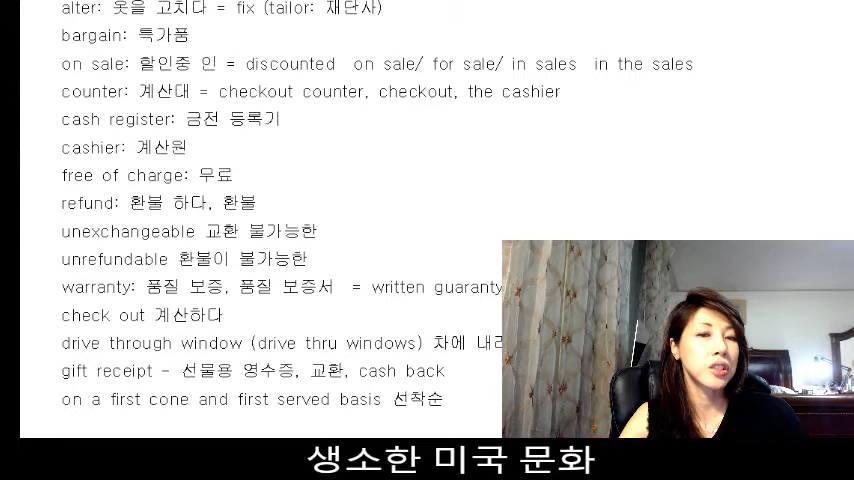 alter: 옷을 고치다 = fix (tailor: 재단사)
bargain: 특가품
on sale: 할인중 인 = discounted on sale/ for sale/ in sales in the sales
counter: 계산대 = checkout counter, checkout, the cashier
cash register: 금전 등록기
cashier: 계산원
free of charge: 무료
refund: 환불 하다, 환불
unexchangeable 교환 불가능한
unrefundable 환불이 불가능한
warranty: 품질 보증, 품질 보증서 = written guaranty
check out 계산하다
drive through window (drive thru windows) 차에 내리
gift receipt - 선물용 영수증, 교환, cash back
on a first cone and first served basis 선착순
생소한 미국 문화